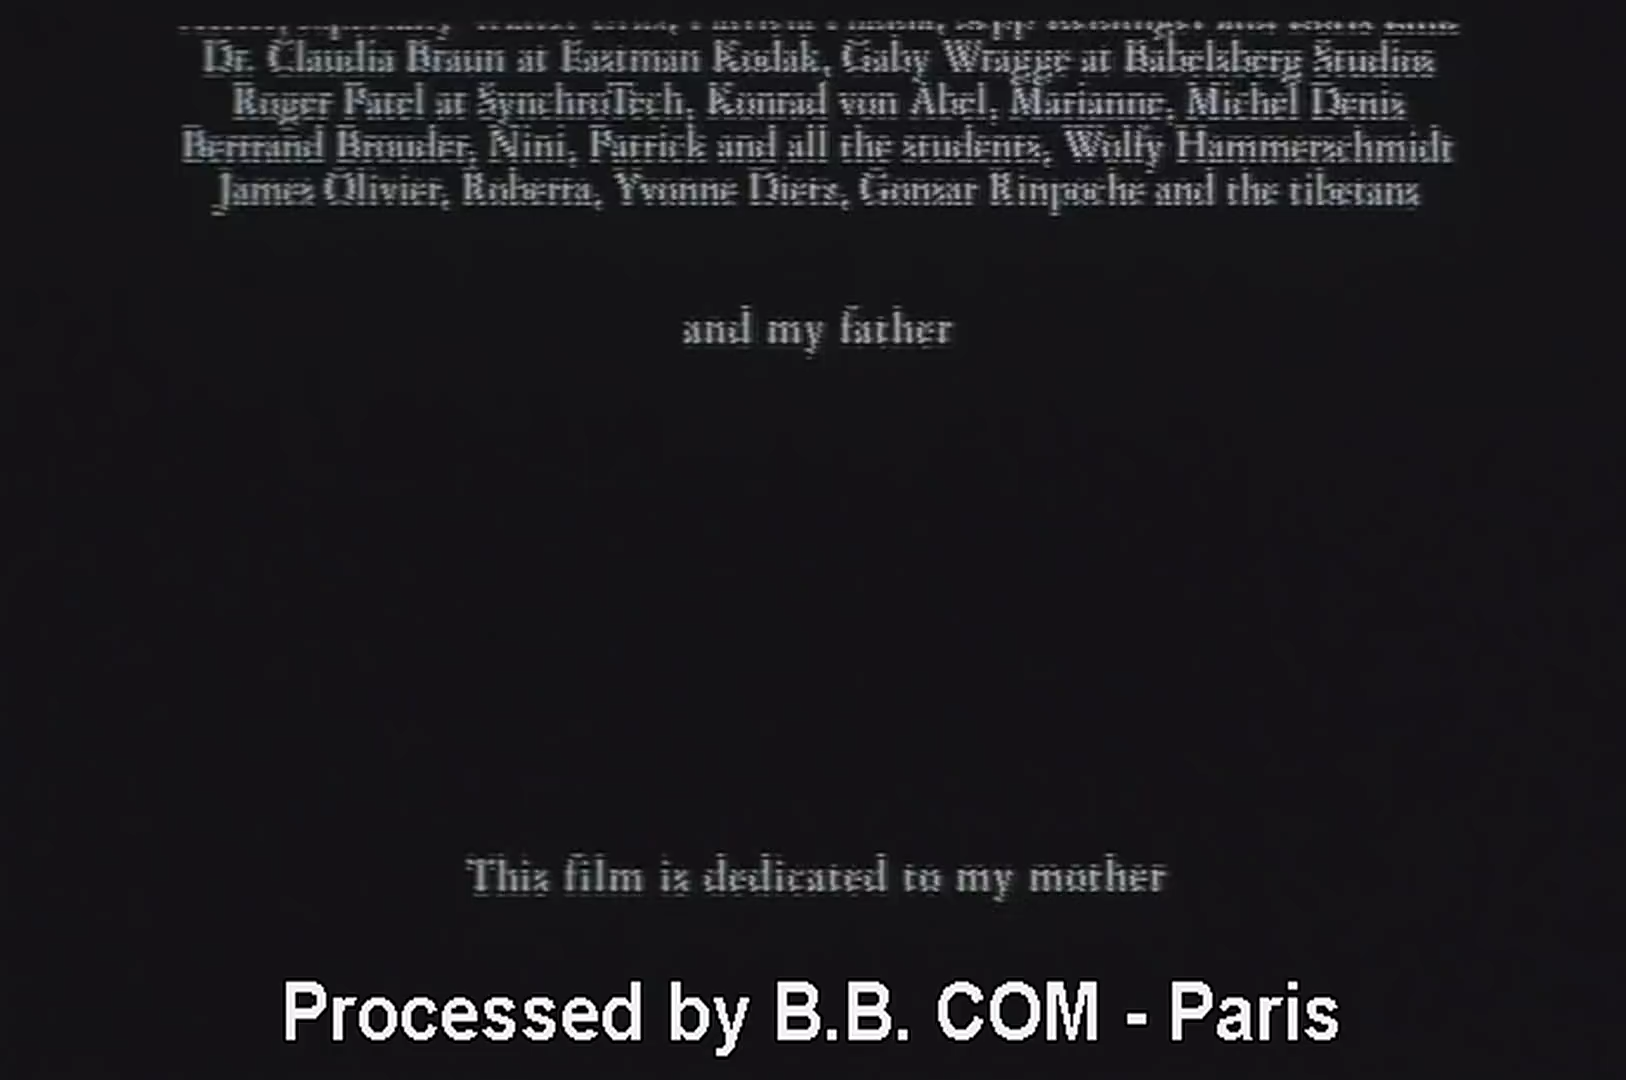 Dr. Claudia Braun at Eastman Kodak, Gaby Wragge at Babelsberg Studios
Roger Patel at SynchroTech, Konrad von Abel, Marianne, Michel Denis
Bertrand Brouder, Nini, Patrick and all the students, Wolfy Hammerschmidt
James Olivier, Roberta, Yvonne Diers, Gonsar Rinpoche and the tibetans
and my father
This film is dedicated to my mother
Processed by B.B. COM - Paris